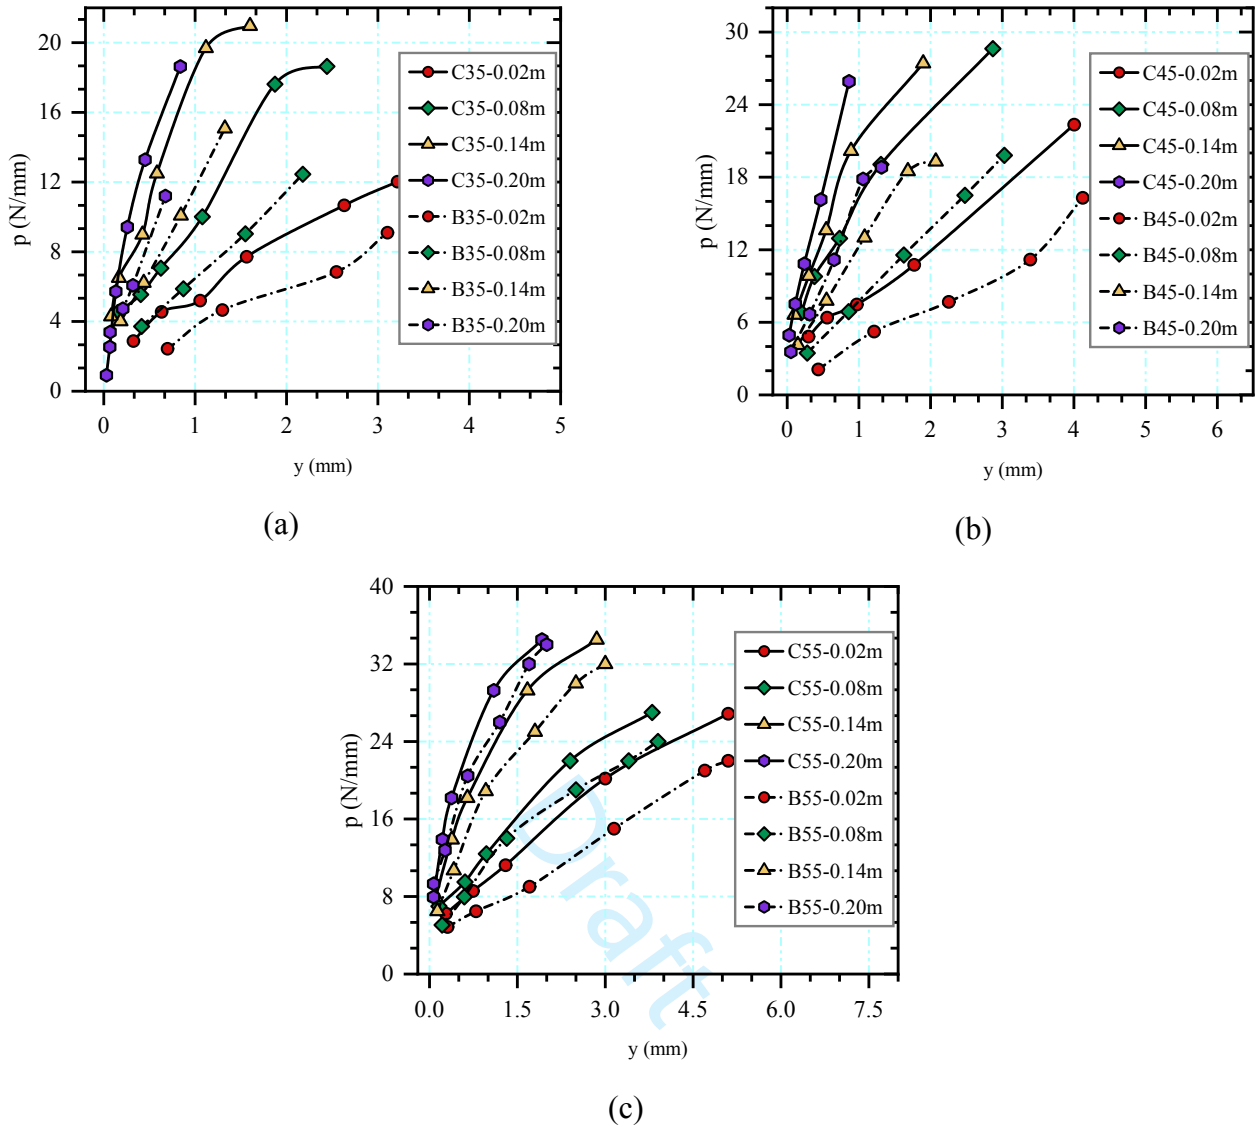 20
16
12
8
4
0
p (N/mm)
0 1 2 3 4 5
y (mm)
C35-0.02m
C35-0.08m
C35-0.14m
C35-0.20m
B35-0.02m
B35-0.08m
B35-0.14m
B35-0.20m
(a)
30
24
18
12
6
0
p (N/mm)
0 1 2 3 4 5 6
y (mm)
C45-0.02m
C45-0.08m
C45-0.14m
C45-0.20m
B45-0.02m
B45-0.08m
B45-0.14m
B45-0.20m
(b)
40
32
24
16
8
0
p (N/mm)
0.0 1.5 3.0 4.5 6.0 7.5
y (mm)
C55-0.02m
C55-0.08m
C55-0.14m
C55-0.20m
B55-0.02m
B55-0.08m
B55-0.14m
B55-0.20m
Draft
(c)